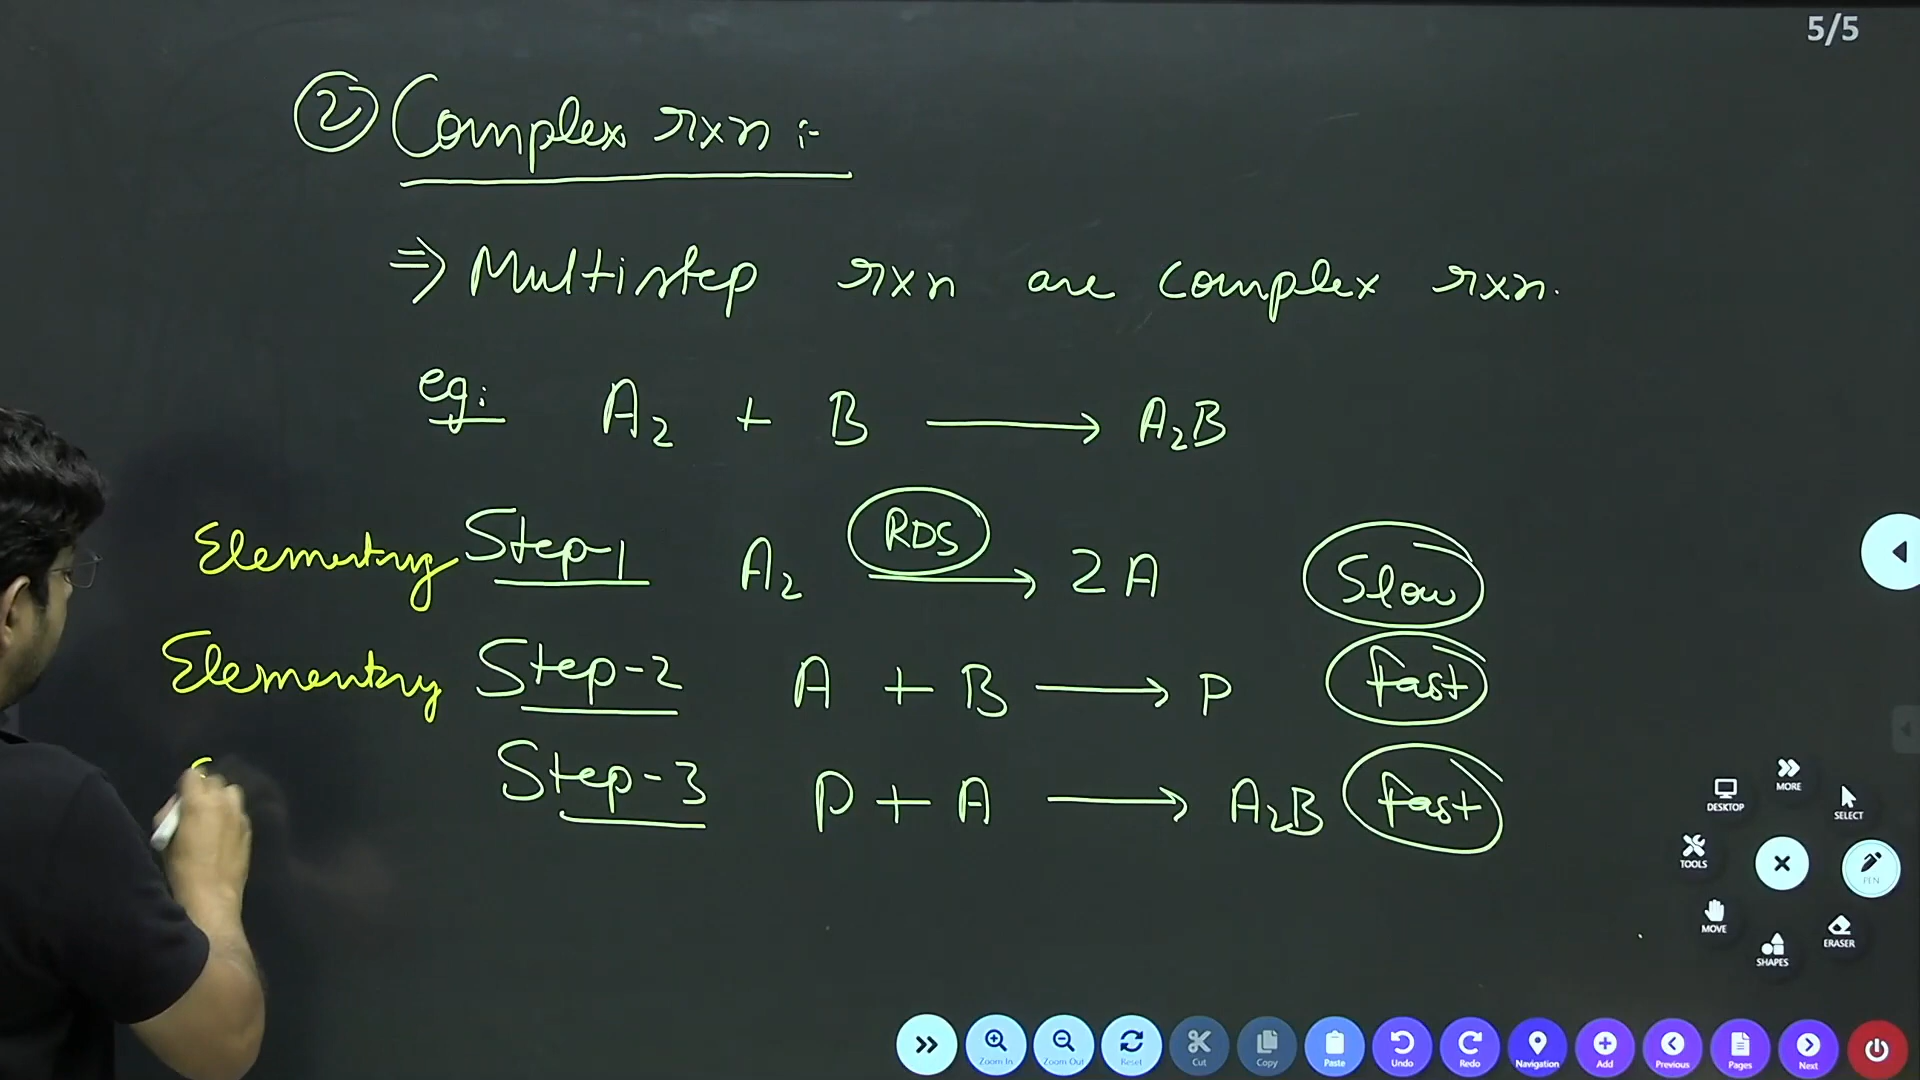 5/5
② Complex rxn :-
⇒ Multistep rxn are complex rxn.
eg: A₂ + B ⟶ A₂B
Elementry Step-1 A₂ ⟶ 2A RDS Slow
Elementry Step-2 A + B ⟶ P fast
E Step-3 P + A ⟶ A₂B fast
MORE
DESKTOP
SELECT
TOOLS
PEN
MOVE
ERASER
SHAPES
Zoom In Zoom Out Reset Cut Copy Paste Undo Redo Navigation Add Previous Pages Next